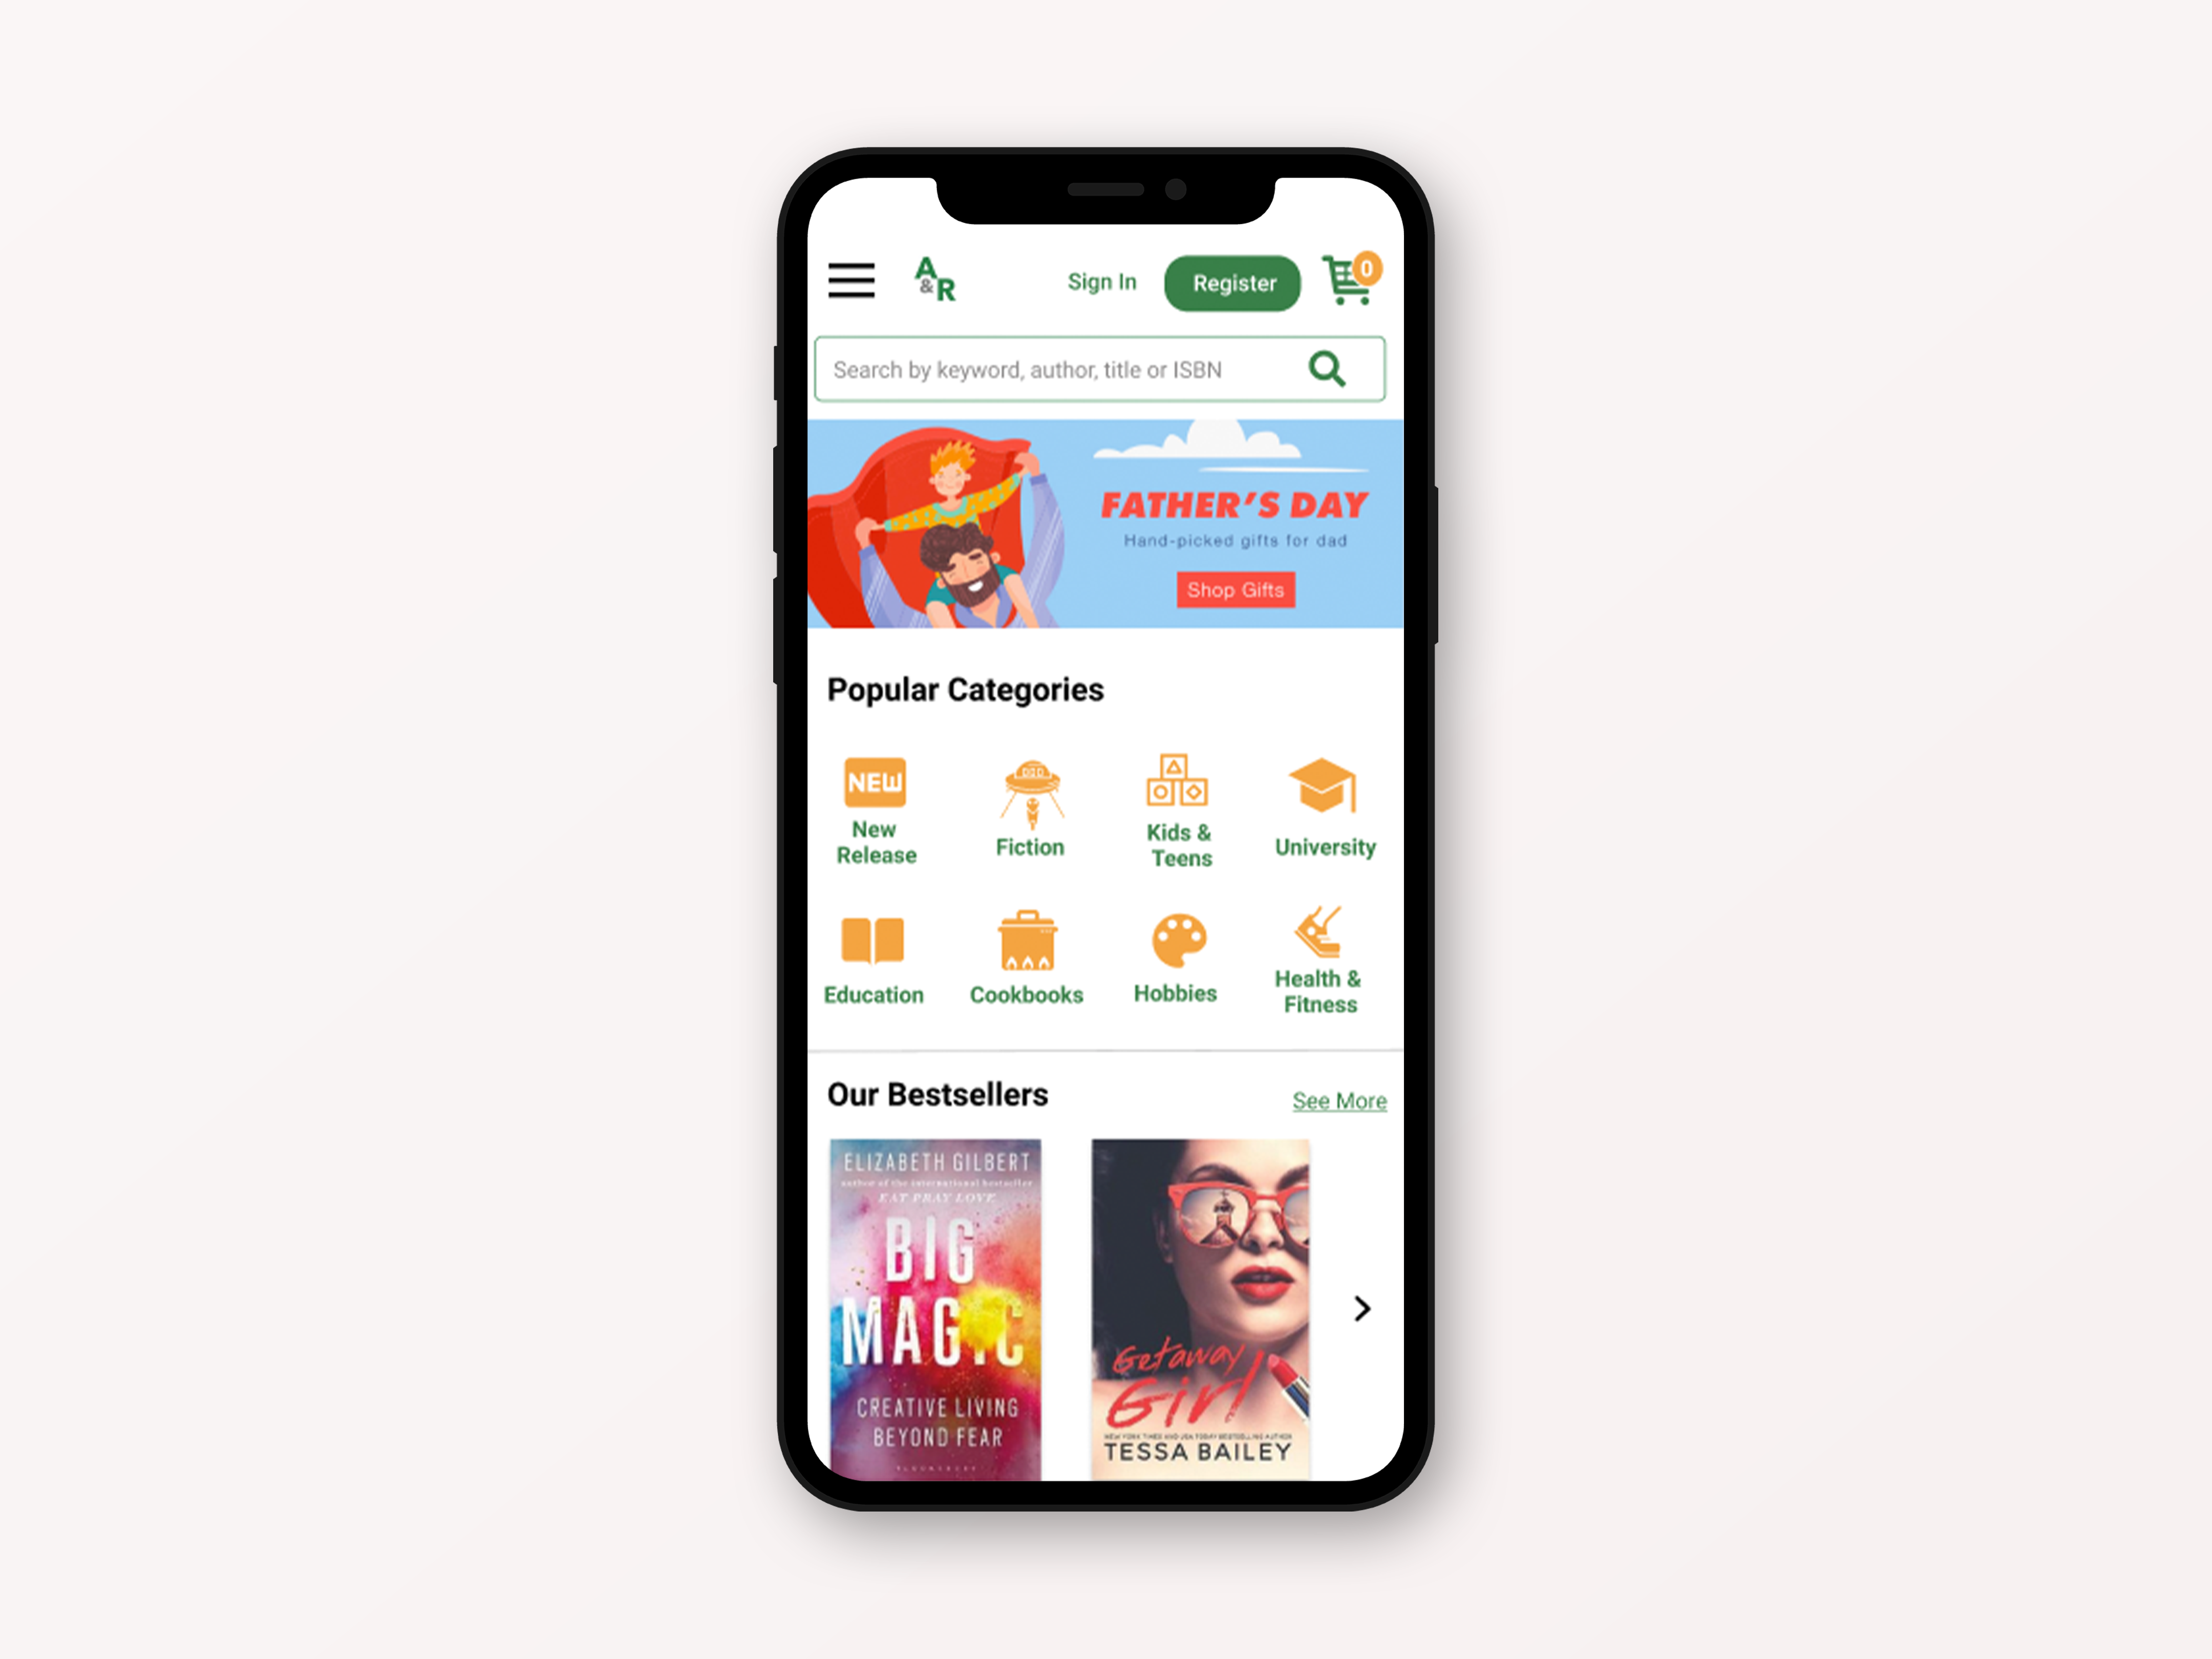 A
&R
Sign In
Register
0
Search by keyword, author, title or ISBN
FATHER'S DAY
Hand-picked gifts for dad
Shop Gifts
Popular Categories
NEW
New
Release
Fiction
Kids &
Teens
University
Education
Cookbooks
Hobbies
Health &
Fitness
Our Bestsellers
See More
ELIZABETH GILBERT
author of the international bestseller
EAT PRAY LOVE
BIG
MAGIC
CREATIVE LIVING
BEYOND FEAR
BLOOMSBURY
Getaway
Girl
NEW YORK TIMES AND USA TODAY BESTSELLING AUTHOR
TESSA BAILEY